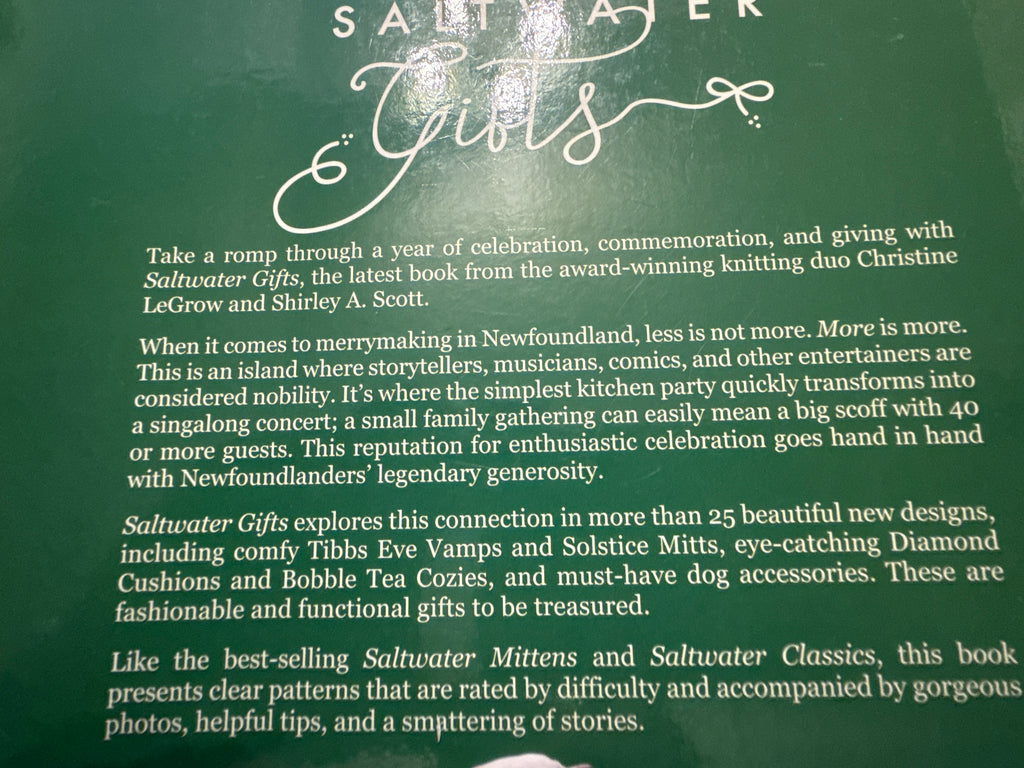 SALTWATER
Gifts
Take a romp through a year of celebration, commemoration, and giving with
Saltwater Gifts, the latest book from the award-winning knitting duo Christine
LeGrow and Shirley A. Scott.
When it comes to merrymaking in Newfoundland, less is not more. More is more.
This is an island where storytellers, musicians, comics, and other entertainers are
considered nobility. It’s where the simplest kitchen party quickly transforms into
a singalong concert; a small family gathering can easily mean a big scoff with 40
or more guests. This reputation for enthusiastic celebration goes hand in hand
with Newfoundlanders’ legendary generosity.
Saltwater Gifts explores this connection in more than 25 beautiful new designs,
including comfy Tibbs Eve Vamps and Solstice Mitts, eye-catching Diamond
Cushions and Bobble Tea Cozies, and must-have dog accessories. These are
fashionable and functional gifts to be treasured.
Like the best-selling Saltwater Mittens and Saltwater Classics, this book
presents clear patterns that are rated by difficulty and accompanied by gorgeous
photos, helpful tips, and a smattering of stories.